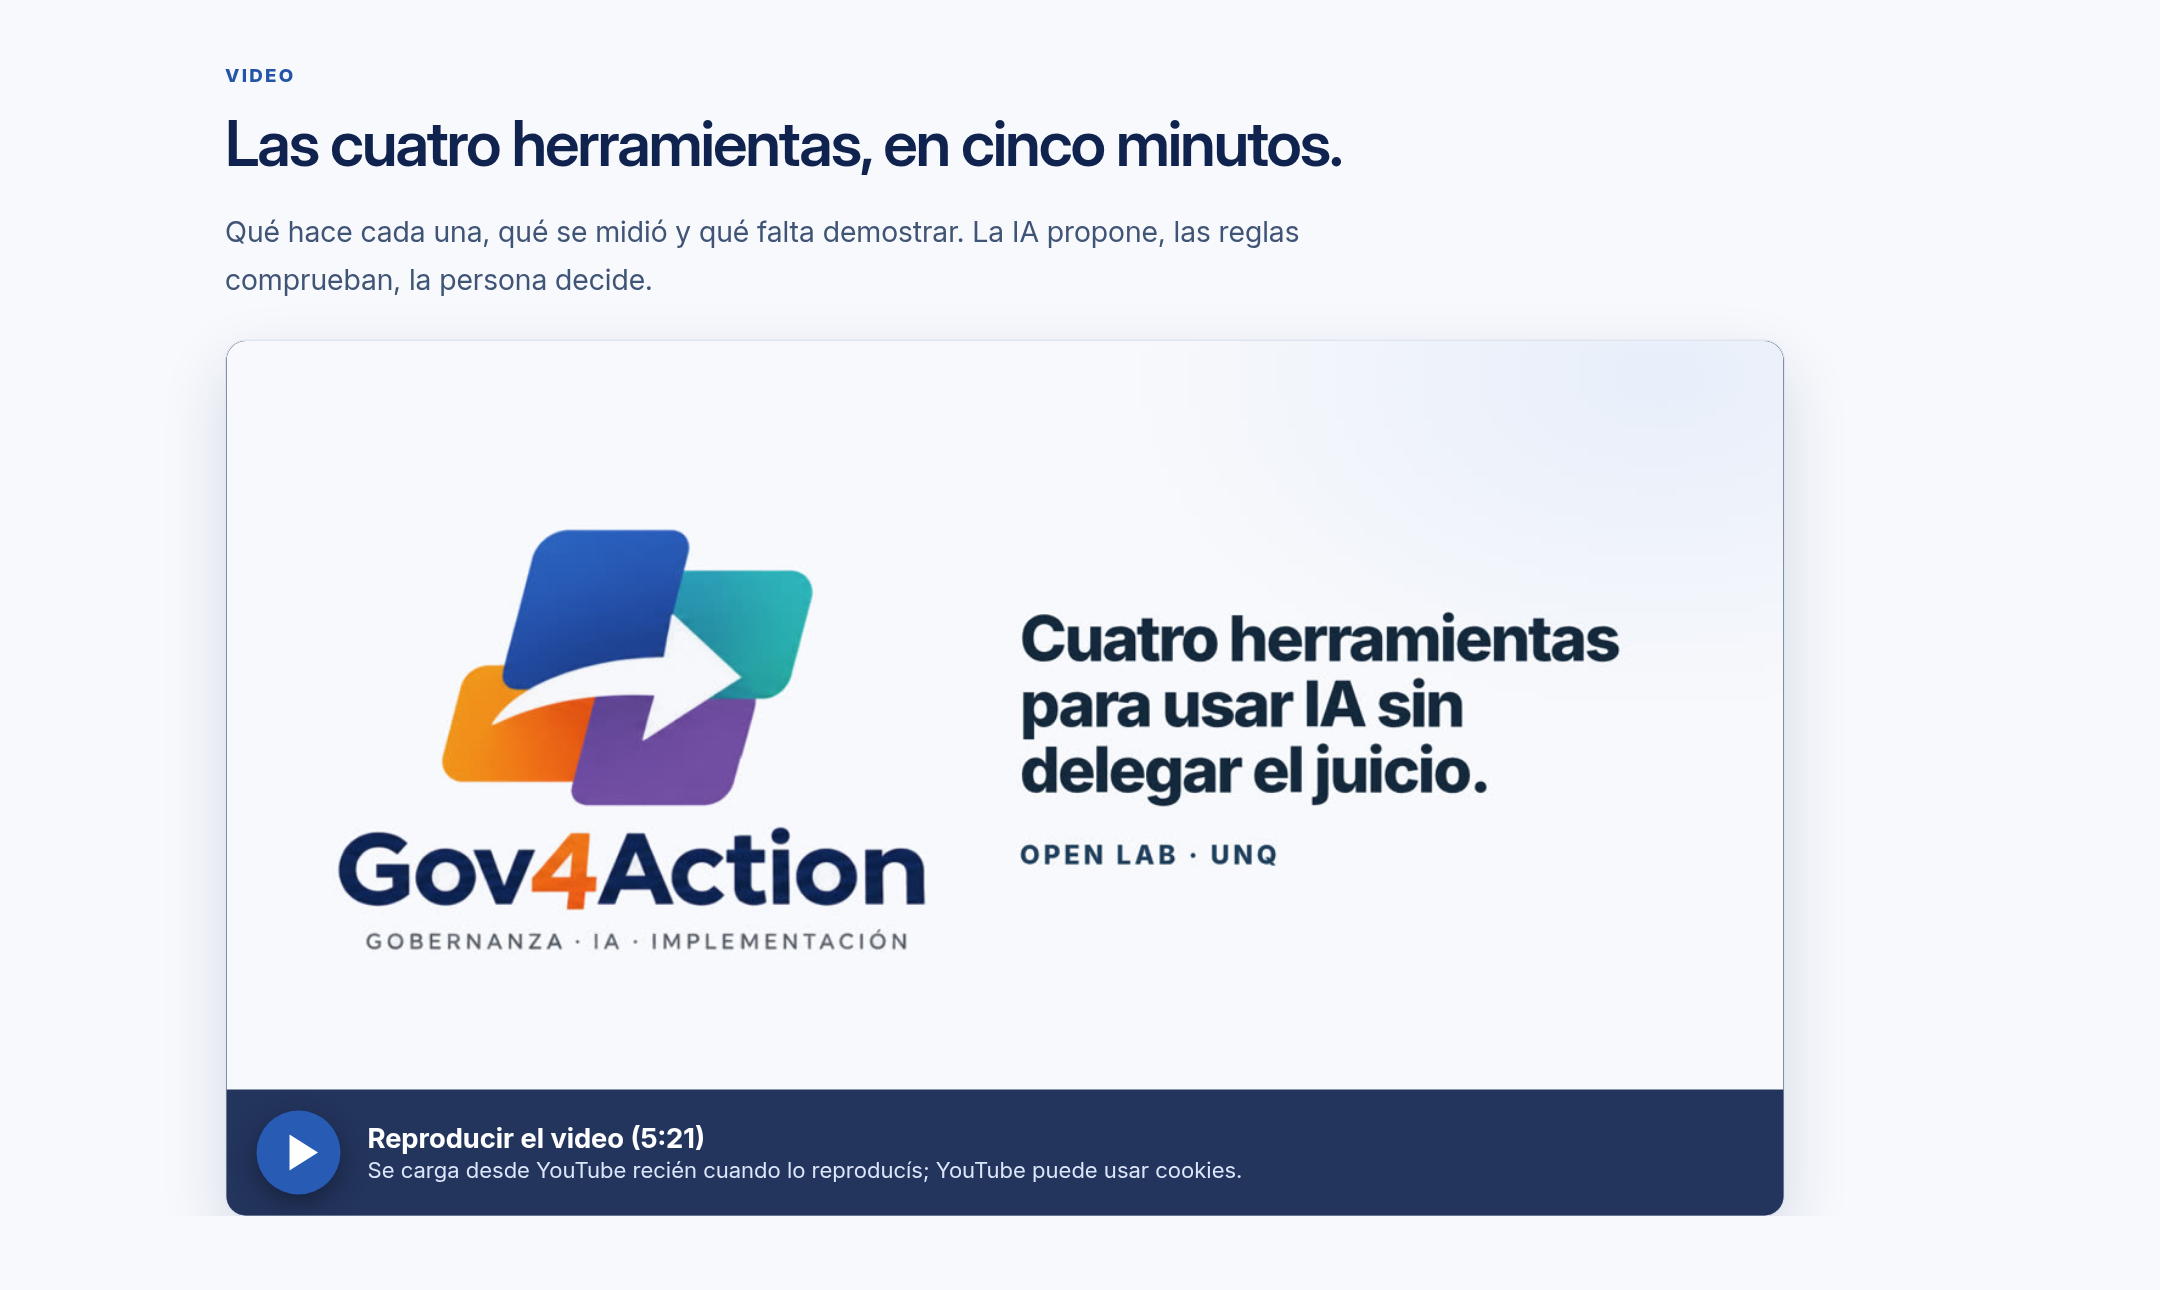 VIDEO
Las cuatro herramientas, en cinco minutos.
Qué hace cada una, qué se midió y qué falta demostrar. La IA propone, las reglas
comprueban, la persona decide.
Gov4Action
GOBERNANZA · IA · IMPLEMENTACIÓN
Cuatro herramientas
para usar IA sin
delegar el juicio.
OPEN LAB · UNQ
Reproducir el video (5:21)
Se carga desde YouTube recién cuando lo reproducís; YouTube puede usar cookies.